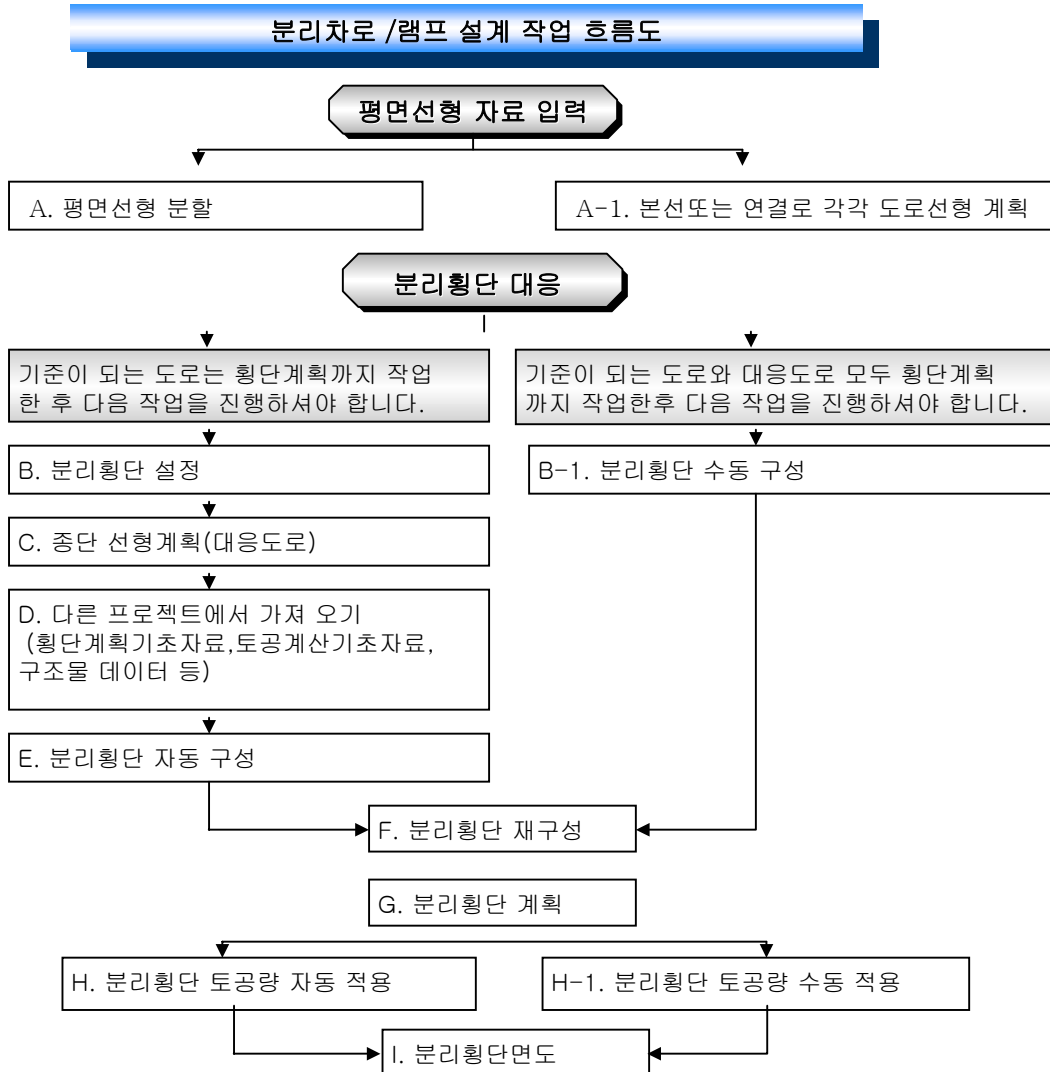 분리차로 /램프 설계 작업 흐름도
평면선형 자료 입력
A. 평면선형 분할
A-1. 본선또는 연결로 각각 도로선형 계획
분리횡단 대응
기준이 되는 도로는 횡단계획까지 작업
한 후 다음 작업을 진행하셔야 합니다.
기준이 되는 도로와 대응도로 모두 횡단계획
까지 작업한후 다음 작업을 진행하셔야 합니다.
B. 분리횡단 설정
B-1. 분리횡단 수동 구성
C. 종단 선형계획(대응도로)
D. 다른 프로젝트에서 가져 오기
(횡단계획기초자료,토공계산기초자료,
구조물 데이터 등)
E. 분리횡단 자동 구성
F. 분리횡단 재구성
G. 분리횡단 계획
H. 분리횡단 토공량 자동 적용
H-1. 분리횡단 토공량 수동 적용
I. 분리횡단면도